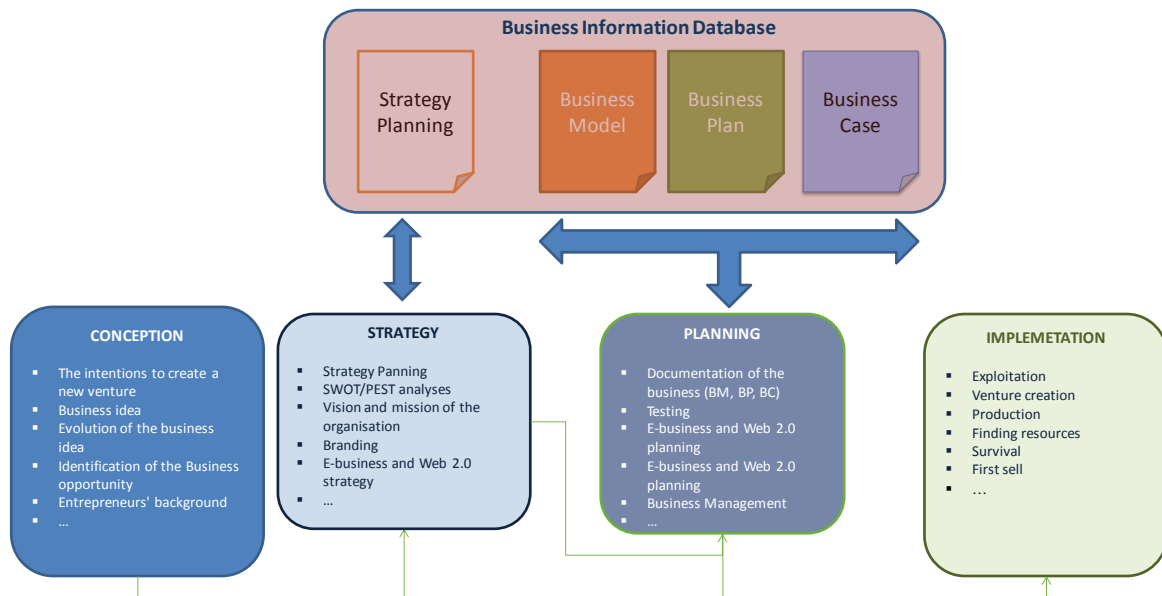 Business Information Database
Strategy
Planning
Business
Model
Business
Plan
Business
Case
CONCEPTION
▪ The intentions to create a
new venture
▪ Business idea
▪ Evolution of the business
idea
▪ Identification of the Business
opportunity
▪ Entrepreneurs' background
▪ ...
STRATEGY
▪ Strategy Panning
▪ SWOT/PEST analyses
▪ Vision and mission of the
organisation
▪ Branding
▪ E-business and Web 2.0
strategy
▪ ...
PLANNING
▪ Documentation of the
business (BM, BP, BC)
▪ Testing
▪ E-business and Web 2.0
planning
▪ E-business and Web 2.0
planning
▪ Business Management
▪ ...
IMPLEMETATION
▪ Exploitation
▪ Venture creation
▪ Production
▪ Finding resources
▪ Survival
▪ First sell
▪ ...